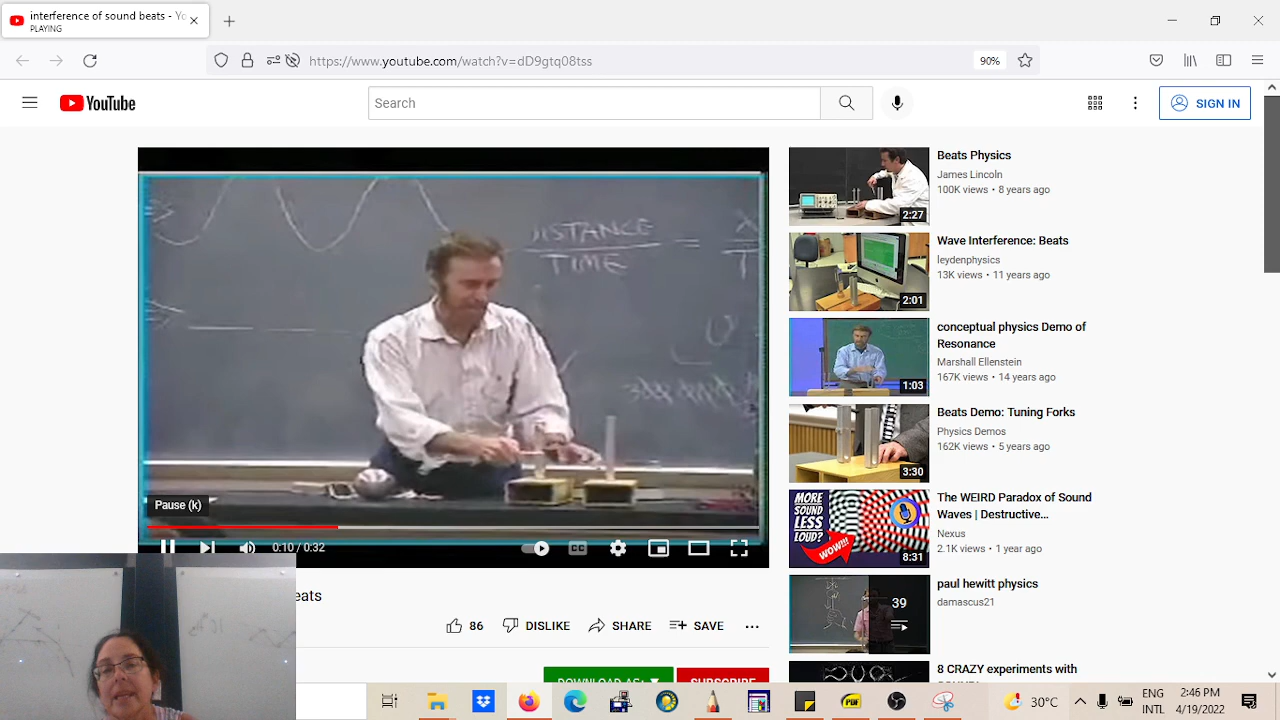 interference of sound beats - Yo
PLAYING
https://www.youtube.com/watch?v=dD9gtq08tss
90%
YouTube
Search
SIGN IN
DISTANCE
=
TIME
T
Pause (k)
0:10 / 0:32
CC
eats
86
DISLIKE
SHARE
SAVE
DOWNLOAD AS: ▼
SUBSCRIBE
2:27
Beats Physics
James Lincoln
100K views • 8 years ago
2:01
Wave Interference: Beats
leydenphysics
13K views • 11 years ago
1:03
conceptual physics Demo of
Resonance
Marshall Ellenstein
167K views • 14 years ago
3:30
Beats Demo: Tuning Forks
Physics Demos
162K views • 5 years ago
MORE
SOUND
LESS
LOUD?
WOW!!!
8:31
The WEIRD Paradox of Sound
Waves | Destructive...
Nexus
2.1K views • 1 year ago
39
paul hewitt physics
damascus21
8 CRAZY experiments with
PDF
30°C
ENG
INTL
2:49 PM
4/19/2022